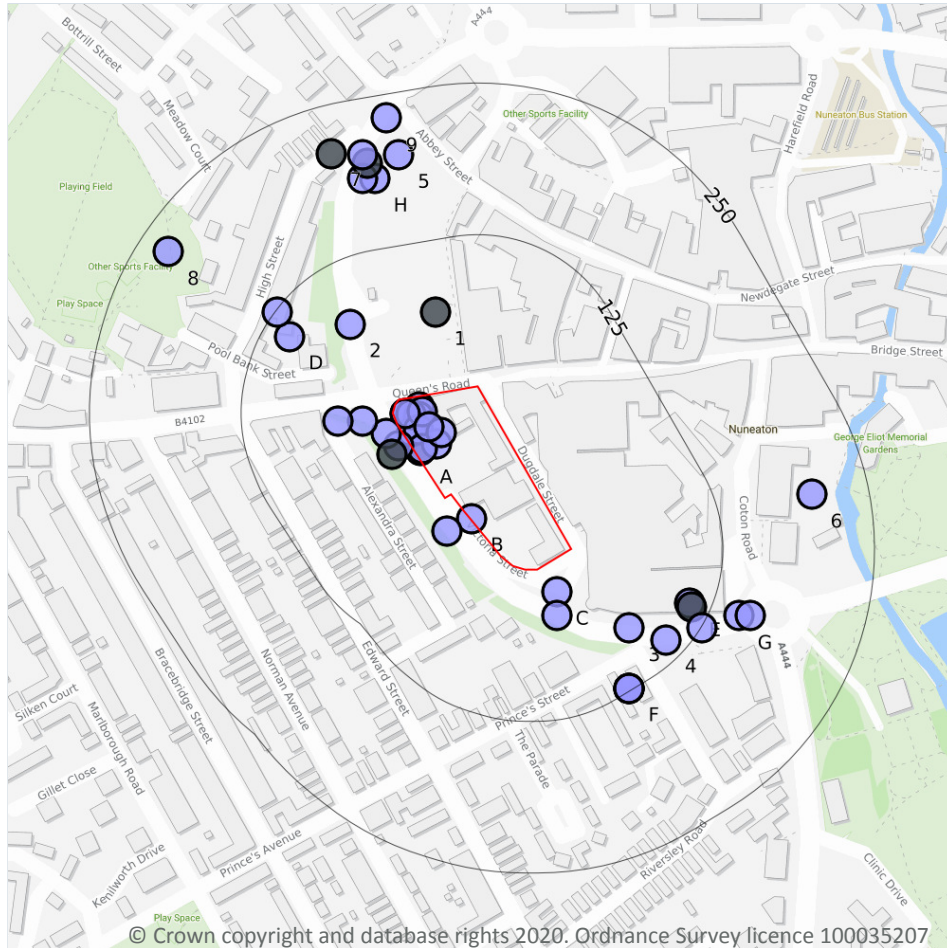 Bottrill Street
A444
Meadow Court
Other Sports Facility
Harefield Road
Nuneaton Bus Station
9
Abbey Street
7
5
Playing Field
H
250
Other Sports Facility
8
High Street
Newdegate Street
Play Space
2
1
125
Pool Bank Street
D
Bridge Street
Queen's Road
B4102
Nuneaton
George Eliot Memorial
Gardens
A
Dugdale Street
Alexandra Street
6
Coton Road
B
toria Street
C
E
G
3
4
A444
Edward Street
Norman Avenue
Bracebridge Street
F
Prince's Street
Silken Court
Marlborough Road
The Parade
Gillet Close
Prince's Avenue
Riversley Road
Kenilworth Drive
Clinic Drive
Play Space
© Crown copyright and database rights 2020. Ordnance Survey licence 100035207.